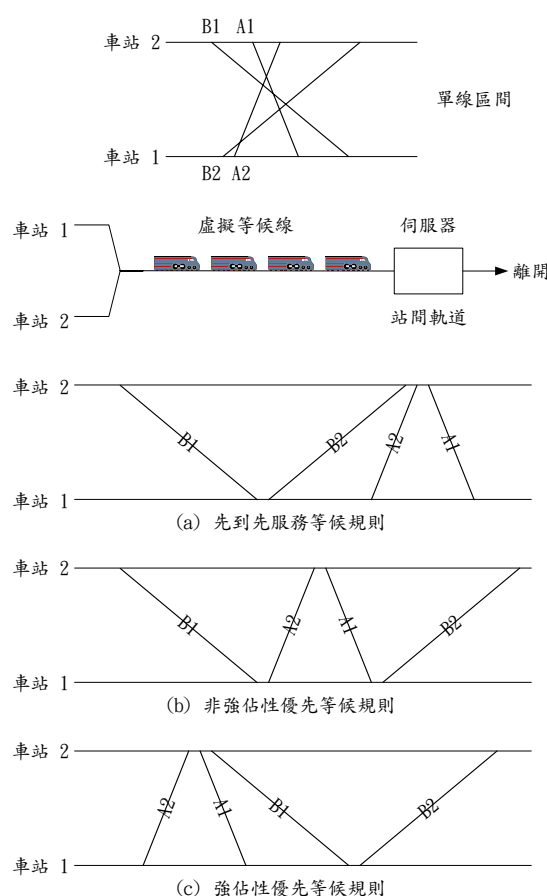 B1 A1
車站 2
單線區間
車站 1
B2 A2
車站 1
虛擬等候線
伺服器
離開
車站 2
站間軌道
車站 2
B1
B2
A2
A1
車站 1
(a) 先到先服務等候規則
車站 2
B1
A2
A1
B2
車站 1
(b) 非強佔性優先等候規則
車站 2
A2
A1
B1
B2
車站 1
(c) 強佔性優先等候規則